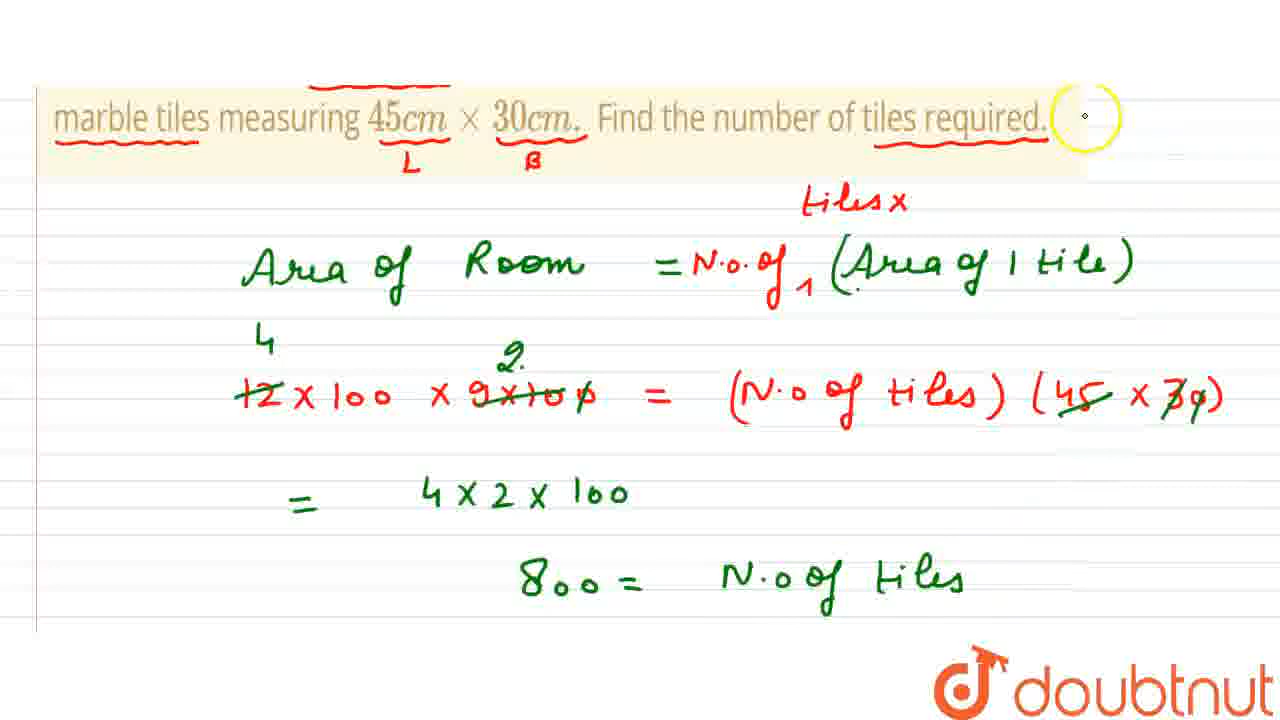 marble tiles measuring 45cm × 30cm. Find the number of tiles required.
L B
tiles x
Area of Room = N.o.of 1 (Area of 1 tile)
4 2.
12 x 100 x 9x100 = (N.o of tiles) (45 x 30)
= 4 x 2 x 100
800 = N.o of tiles
doubtnut